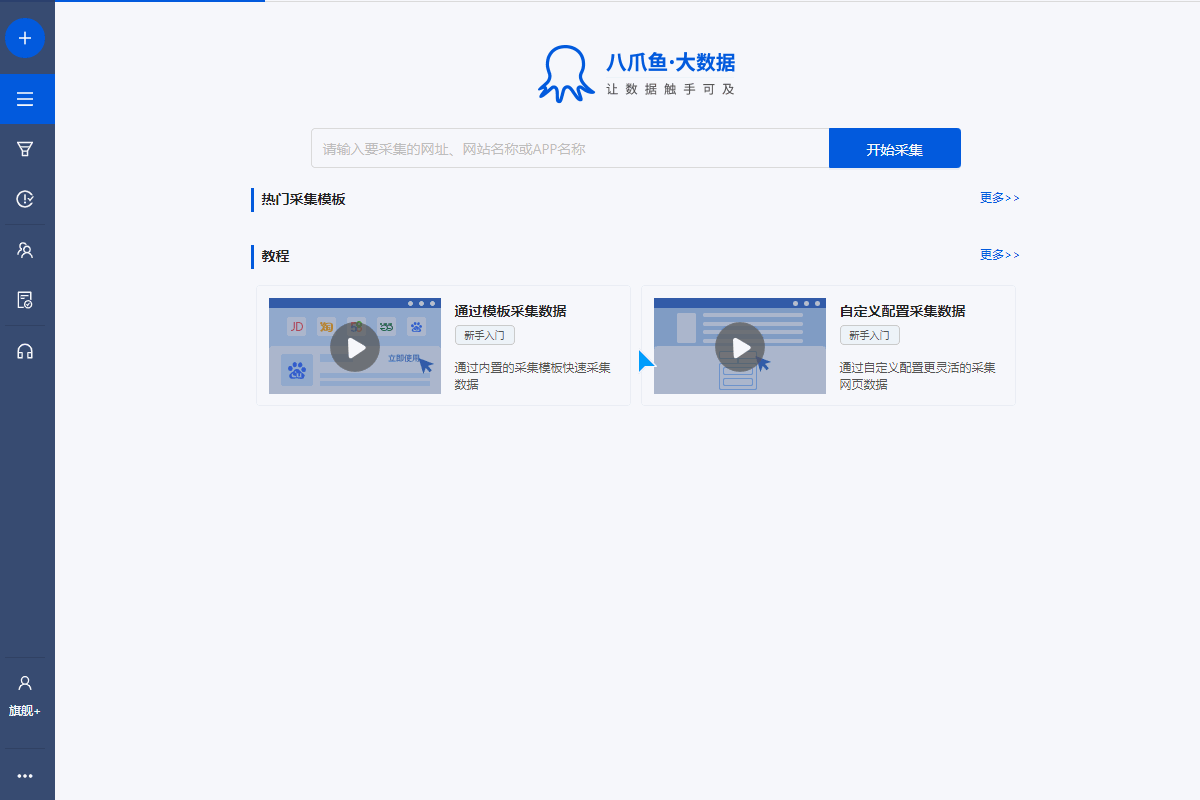 八爪鱼·大数据
让数据触手可及
请输入要采集的网址、网站名称或APP名称
开始采集
热门采集模板
更多>>
教程
更多>>
JD
淘
立即使用
通过模板采集数据
新手入门
通过内置的采集模板快速采集
数据
自定义配置采集数据
新手入门
通过自定义配置更灵活的采集
网页数据
旗舰+